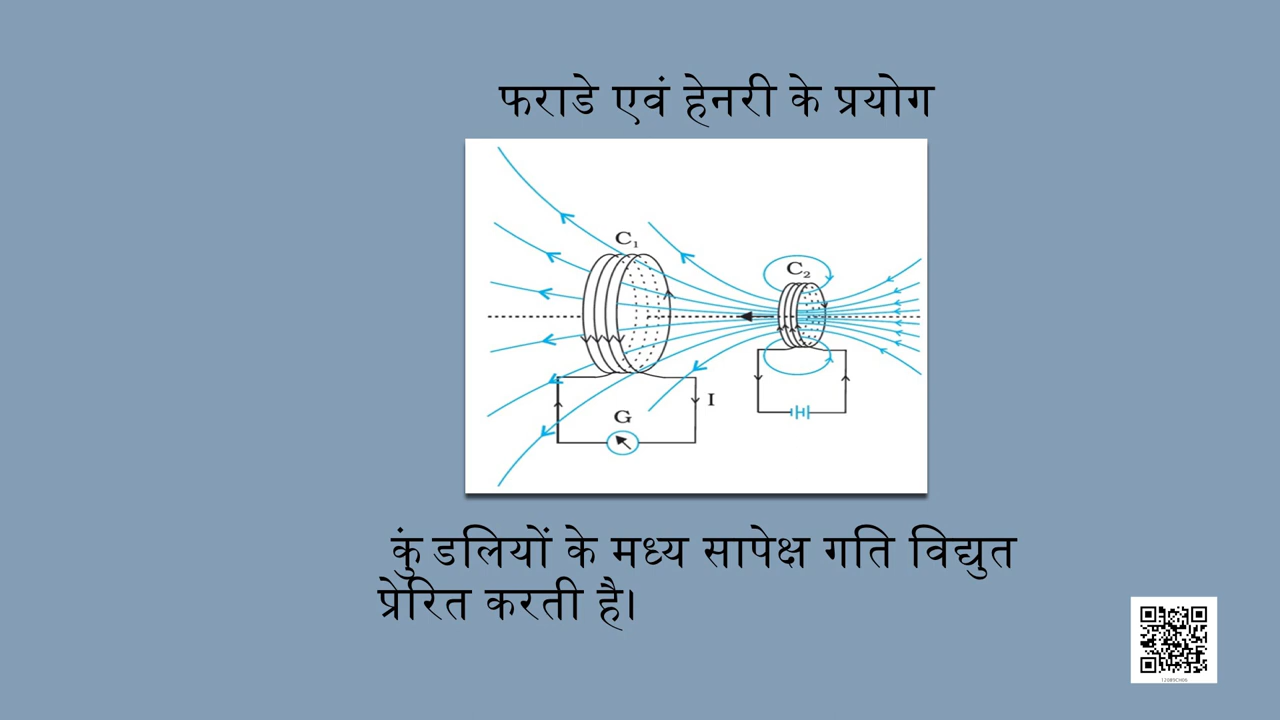 फराडे एवं हेनरी के प्रयोग
C₁
C₂
I
G
कुंडलियों के मध्य सापेक्ष गति विद्युत
प्रेरित करती है।